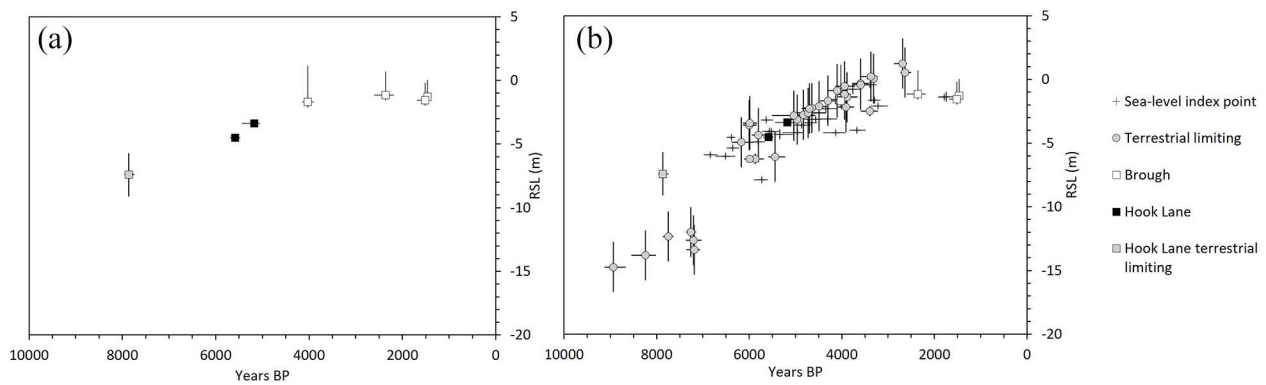 (a)
5
0
-5
-10
-15
-20
RSL (m)
10000 8000 6000 4000 2000 0
Years BP
(b)
5
0
-5
-10
-15
-20
RSL (m)
10000 8000 6000 4000 2000 0
Years BP
Sea-level index point
Terrestrial limiting
Brough
Hook Lane
Hook Lane terrestrial
limiting